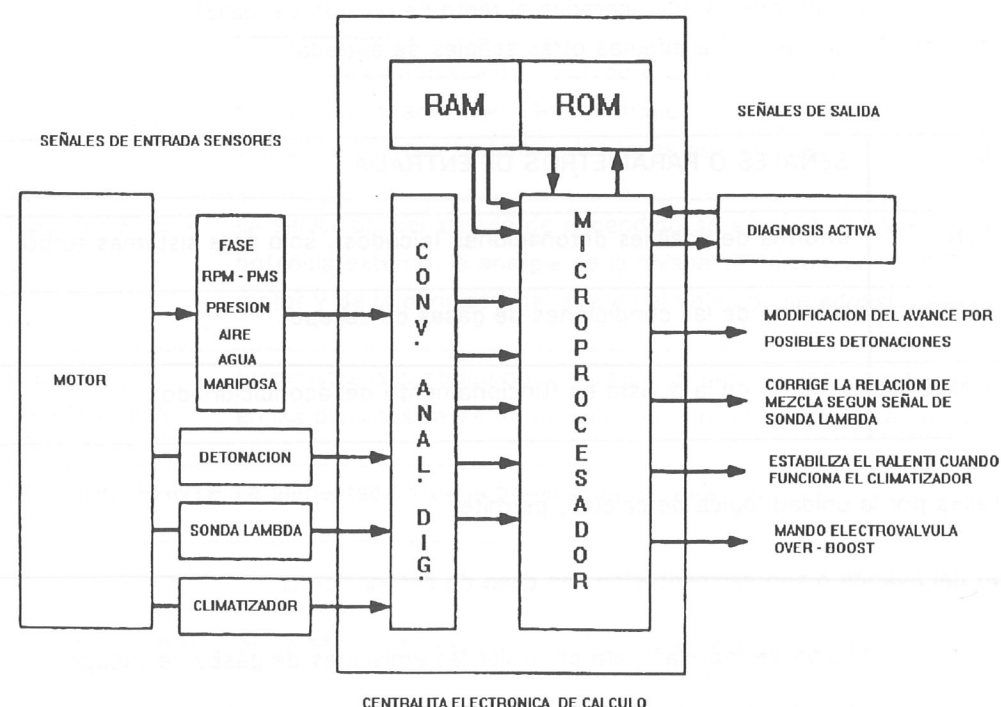 RAM
ROM
SEÑALES DE SALIDA
SEÑALES DE ENTRADA SENSORES
MOTOR
FASE
RPM - PMS
PRESION
AIRE
AGUA
MARIPOSA
DETONACION
SONDA LAMBDA
CLIMATIZADOR
CONV. ANAL. DIG.
MICROPROCESADOR
DIAGNOSIS ACTIVA
MODIFICACION DEL AVANCE POR
POSIBLES DETONACIONES
CORRIGE LA RELACION DE
MEZCLA SEGUN SEÑAL DE
SONDA LAMBDA
ESTABILIZA EL RALENTI CUANDO
FUNCIONA EL CLIMATIZADOR
MANDO ELECTROVALVULA
OVER - BOOST
CENTRALITA ELECTRONICA DE CALCULO